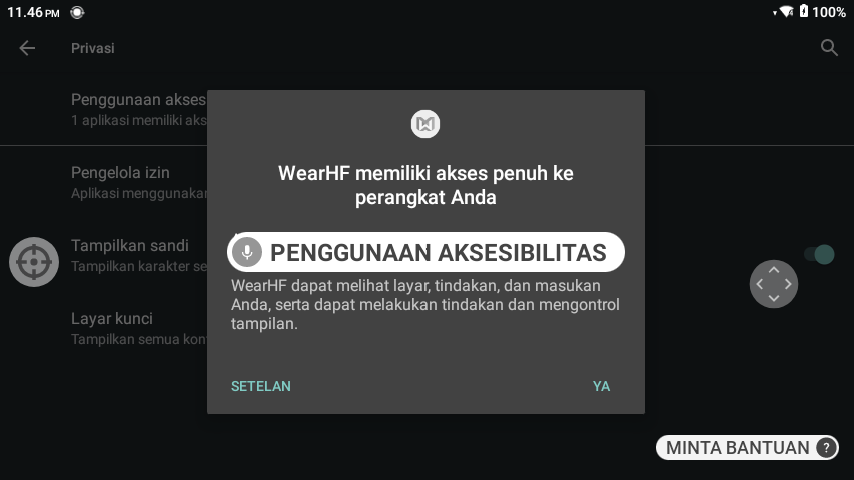 11.46 PM
100%
Privasi
Penggunaan akses
1 aplikasi memiliki aks
Pengelola izin
Aplikasi menggunakan
Tampilkan sandi
Tampilkan karakter se
Layar kunci
Tampilkan semua kon
WearHF memiliki akses penuh ke
perangkat Anda
PENGGUNAAN AKSESIBILITAS
WearHF dapat melihat layar, tindakan, dan masukan
Anda, serta dapat melakukan tindakan dan mengontrol
tampilan.
SETELAN
YA
MINTA BANTUAN ?